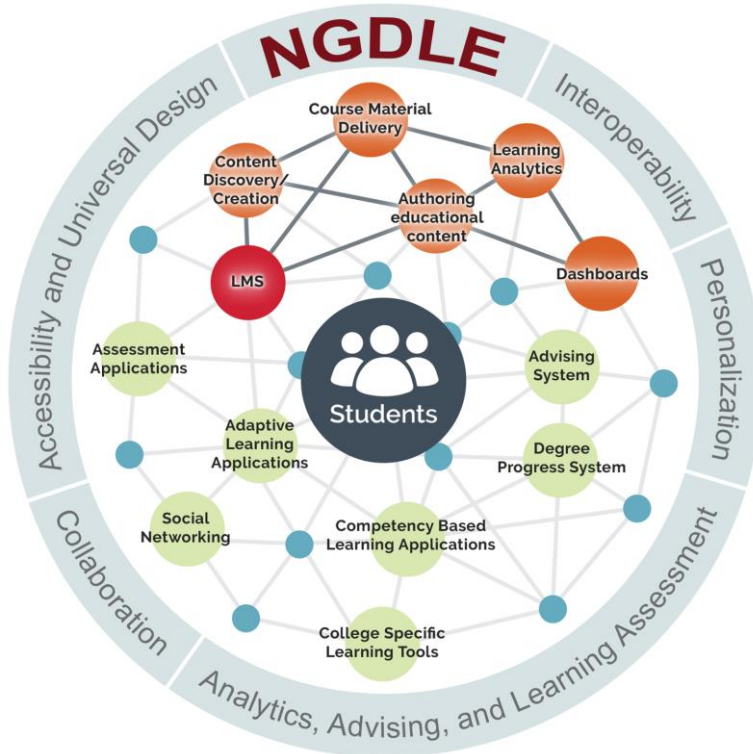 NGDLE
Accessibility and Universal Design
Interoperability
Personalization
Course Material
Delivery
Learning
Analytics
Content
Discovery/
Creation
Authoring
educational
content
LMS
Dashboards
Assessment
Applications
Students
Advising
System
Adaptive
Learning
Applications
Degree
Progress System
Social
Networking
Competency Based
Learning Applications
College Specific
Learning Tools
Collaboration
Analytics, Advising, and Learning Assessment